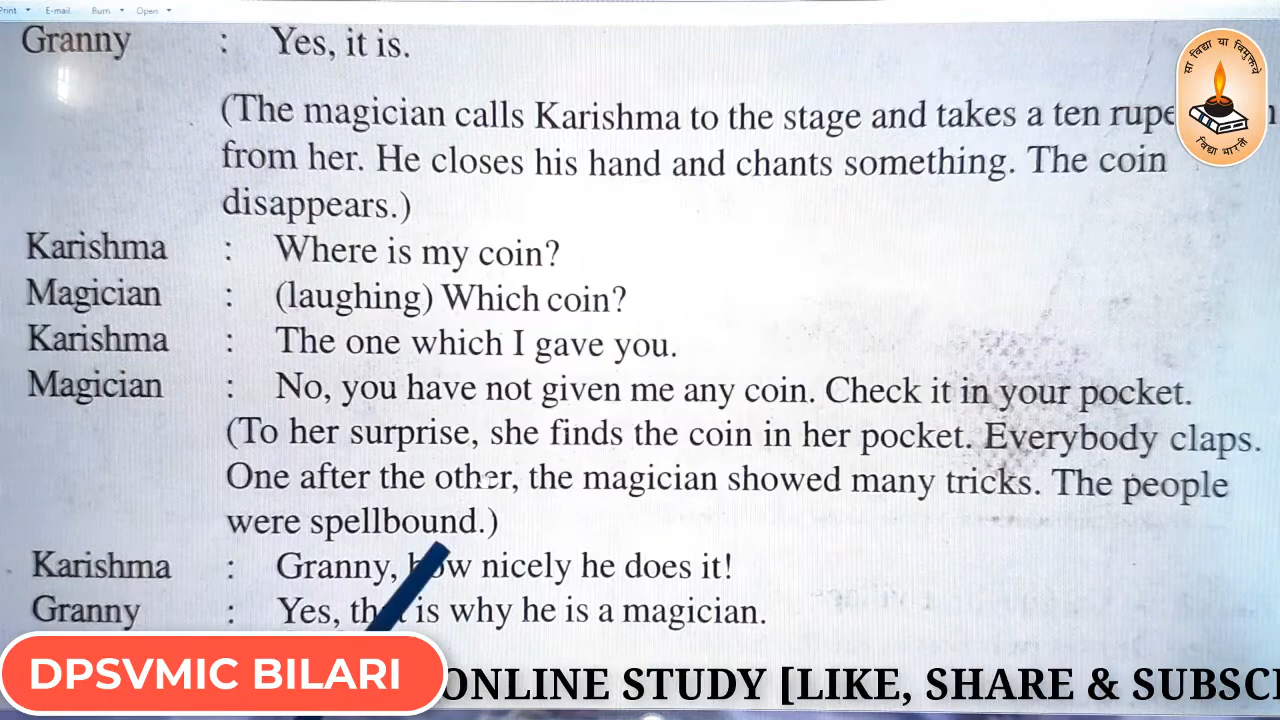 Print E-mail Burn Open
Granny : Yes, it is.
(The magician calls Karishma to the stage and takes a ten
from her. He closes his hand and chants something. The coin
disappears.)
Karishma : Where is my coin?
Magician : (laughing) Which coin?
Karishma : The one which I gave you.
Magician : No, you have not given me any coin. Check it in your pocket.
(To her surprise, she finds the coin in her pocket. Everybody claps.
One after the other, the magician showed many tricks. The people
were spellbound.)
Karishma : Granny, how nicely he does it!
Granny : Yes, that is why he is a magician.
सा विद्या या विमुक्तये
विद्या भारती
DPSVMIC BILARI
ONLINE STUDY [LIKE, SHARE &